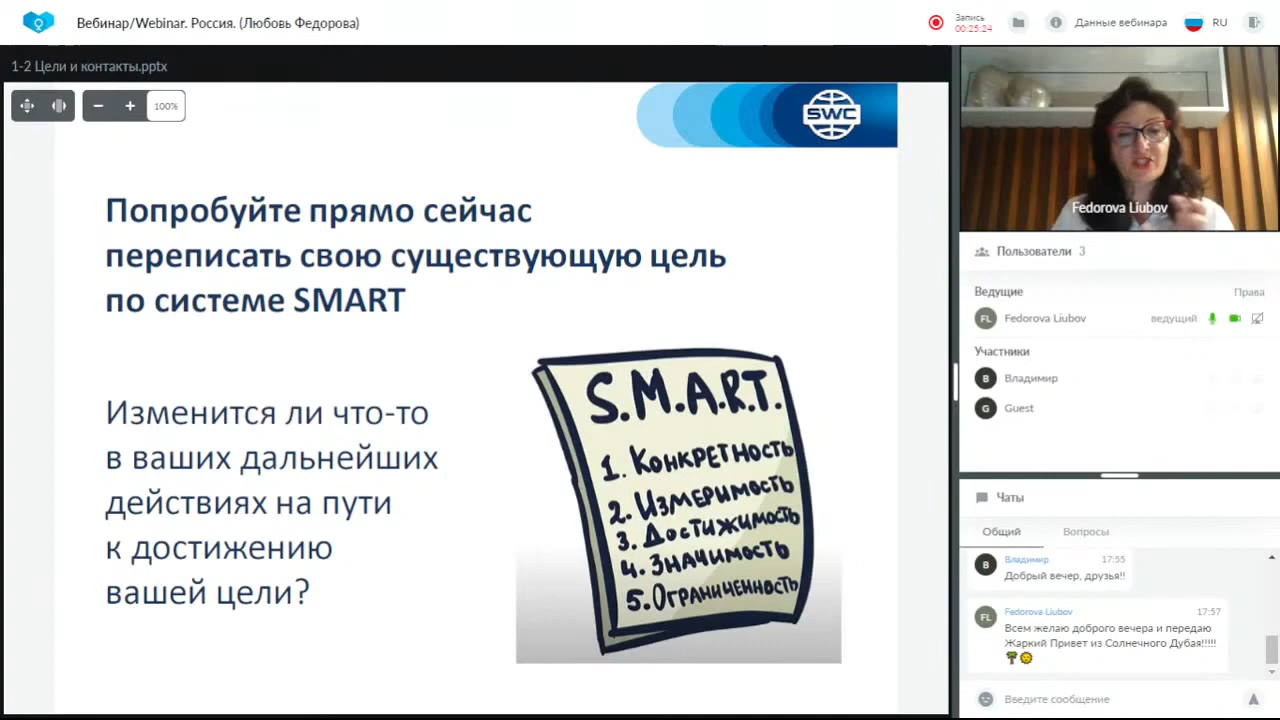 Вебинар/Webinar. Россия. (Любовь Федорова)
Запись
00:25:24
Данные вебинара
RU
1-2 Цели и контакты.pptx
100%
SWC
Попробуйте прямо сейчас
переписать свою существующую цель
по системе SMART
Изменится ли что-то
в ваших дальнейших
действиях на пути
к достижению
вашей цели?
S.M.A.R.T.
1. Конкретность
2. Измеримость
3. Достижимость
4. Значимость
5. Ограниченность
Fedorova Liubov
Пользователи 3
Ведущие Права
FL Fedorova Liubov ведущий
Участники
В Владимир
G Guest
Чаты
Общий Вопросы
В Владимир 17:55
Добрый вечер, друзья!!
FL Fedorova Liubov 17:57
Всем желаю доброго вечера и передаю
Жаркий Привет из Солнечного Дубая!!!!!
🌴🌞
Введите сообщение